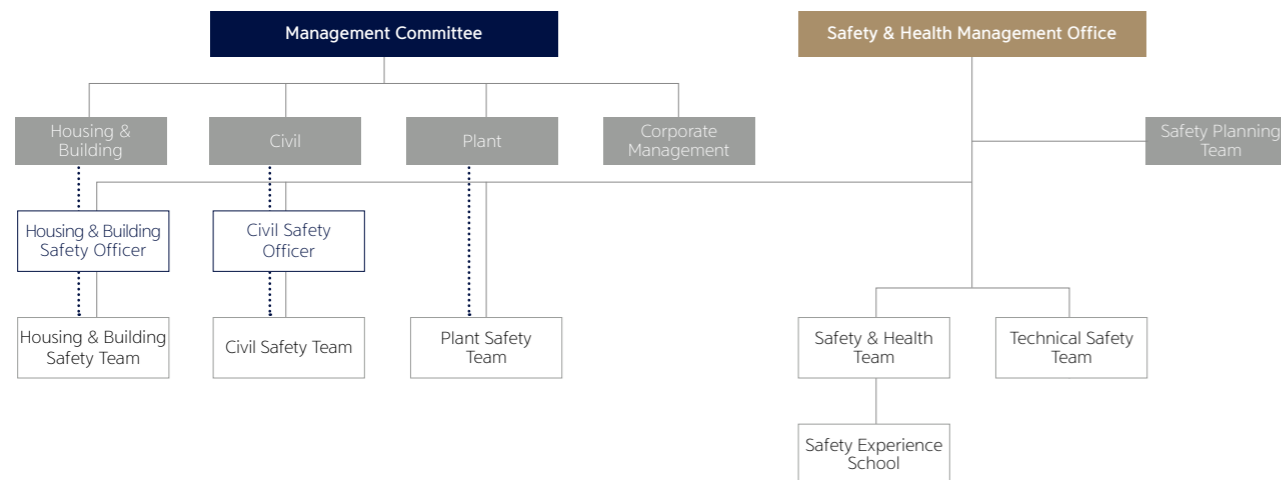 Management Committee
Safety & Health Management Office
Housing &
Building
Civil
Plant
Corporate
Management
Safety Planning
Team
Housing & Building
Safety Officer
Civil Safety
Officer
Housing & Building
Safety Team
Civil Safety Team
Plant Safety
Team
Safety & Health
Team
Technical Safety
Team
Safety Experience
School